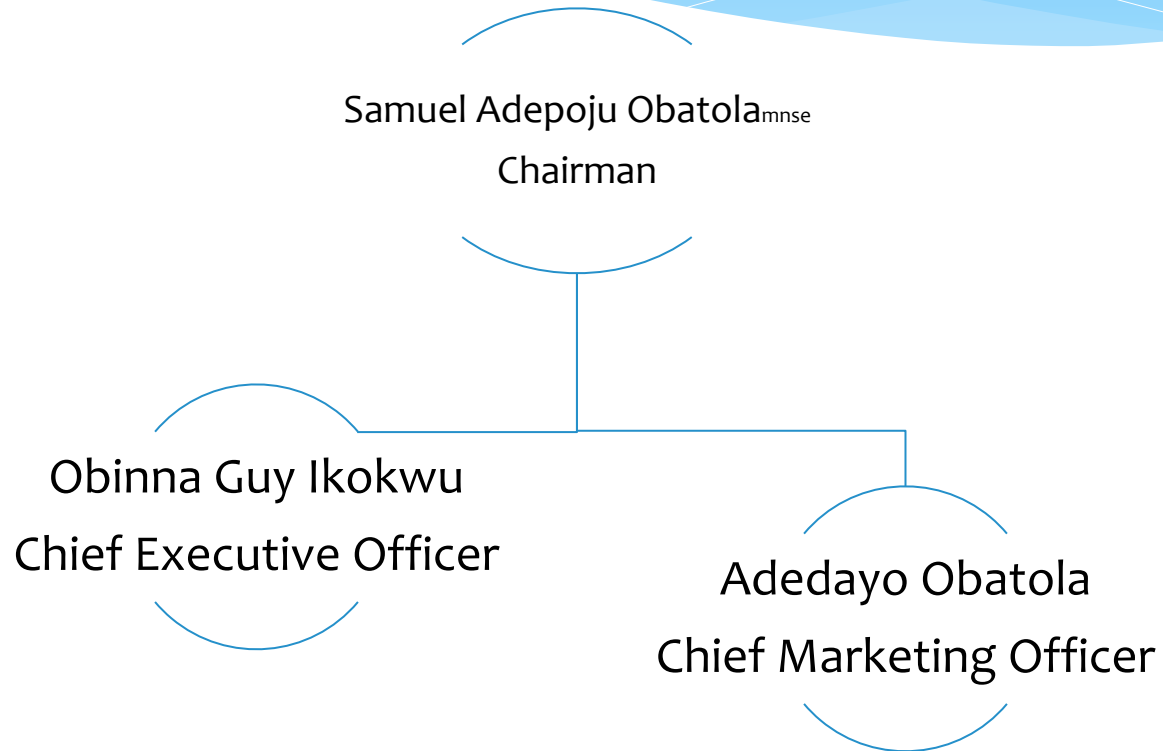 Samuel Adepoju Obatolamnse
Chairman
Obinna Guy Ikokwu
Chief Executive Officer
Adedayo Obatola
Chief Marketing Officer